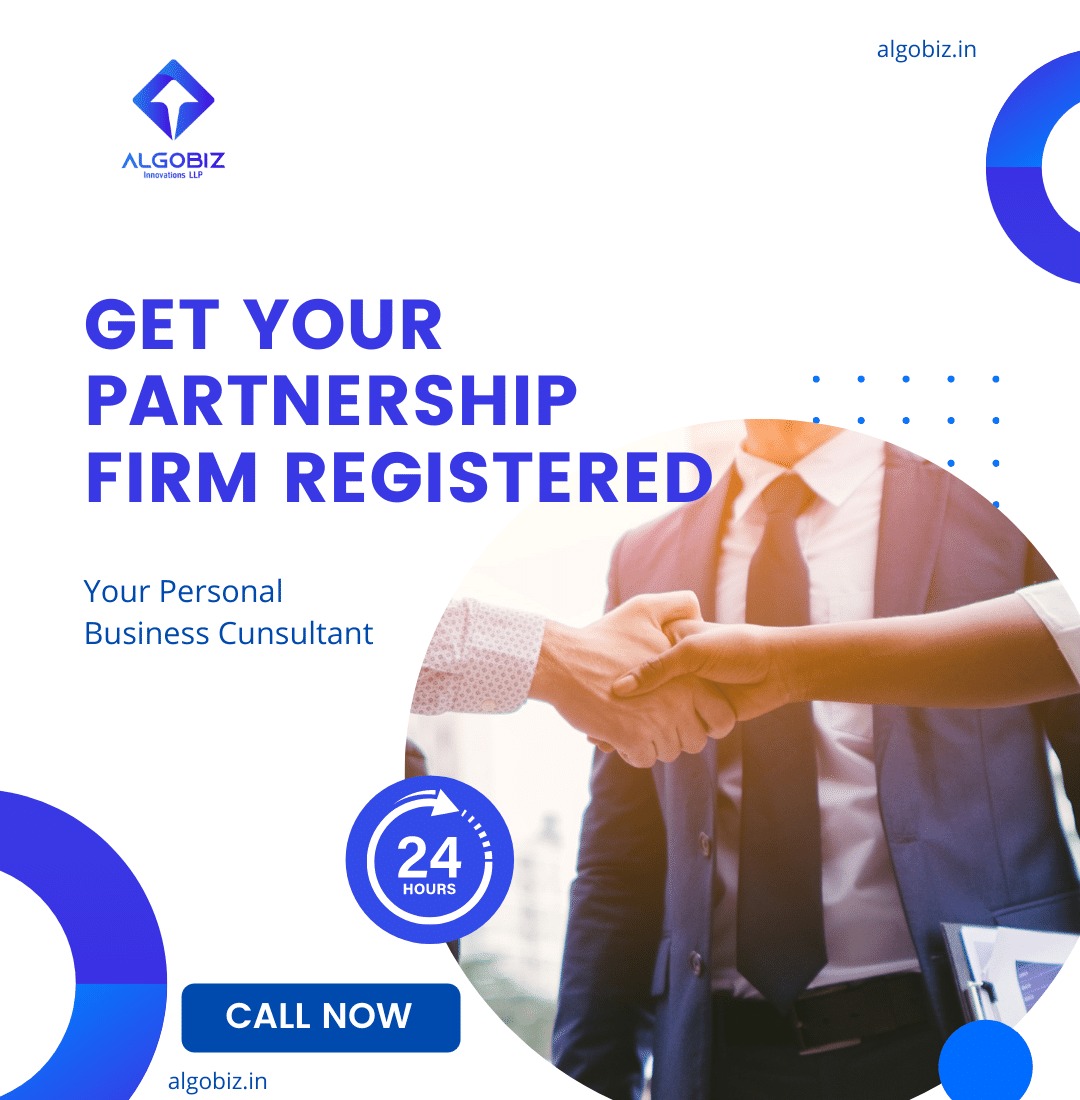 algobiz.in
ALGOBIZ
Innovations LLP
GET YOUR
PARTNERSHIP
FIRM REGISTERED
Your Personal
Business Cunsultant
24
HOURS
CALL NOW
algobiz.in